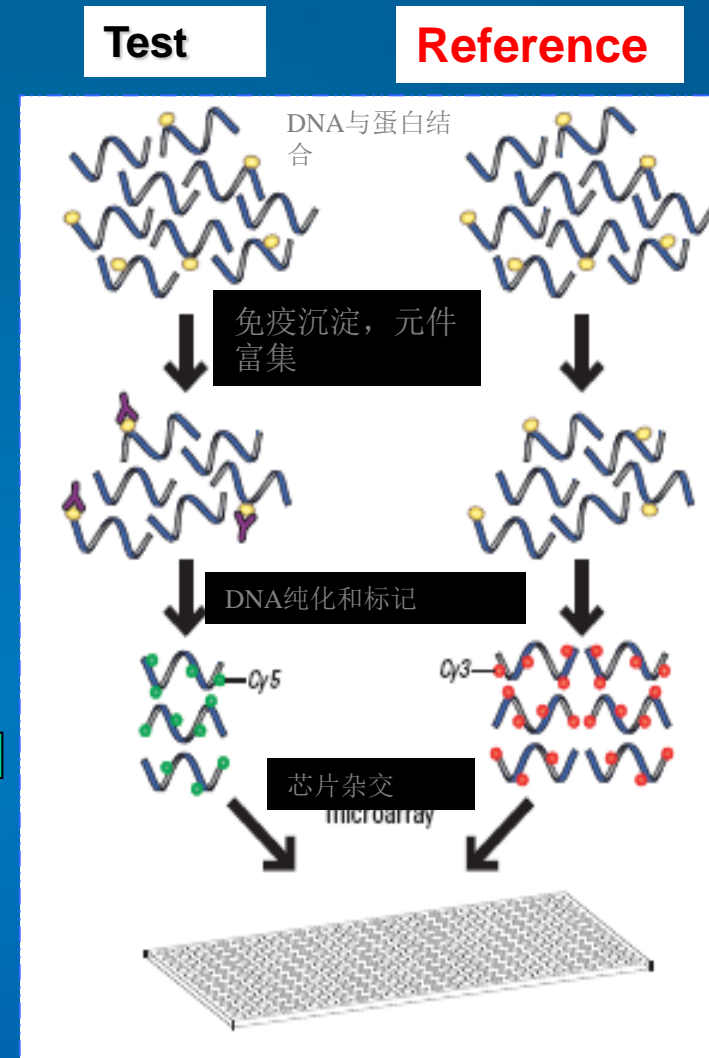 Test
Reference
DNA与蛋白结
合
免疫沉淀，元件
富集
DNA纯化和标记
Cy5
Cy3
芯片杂交
microarray